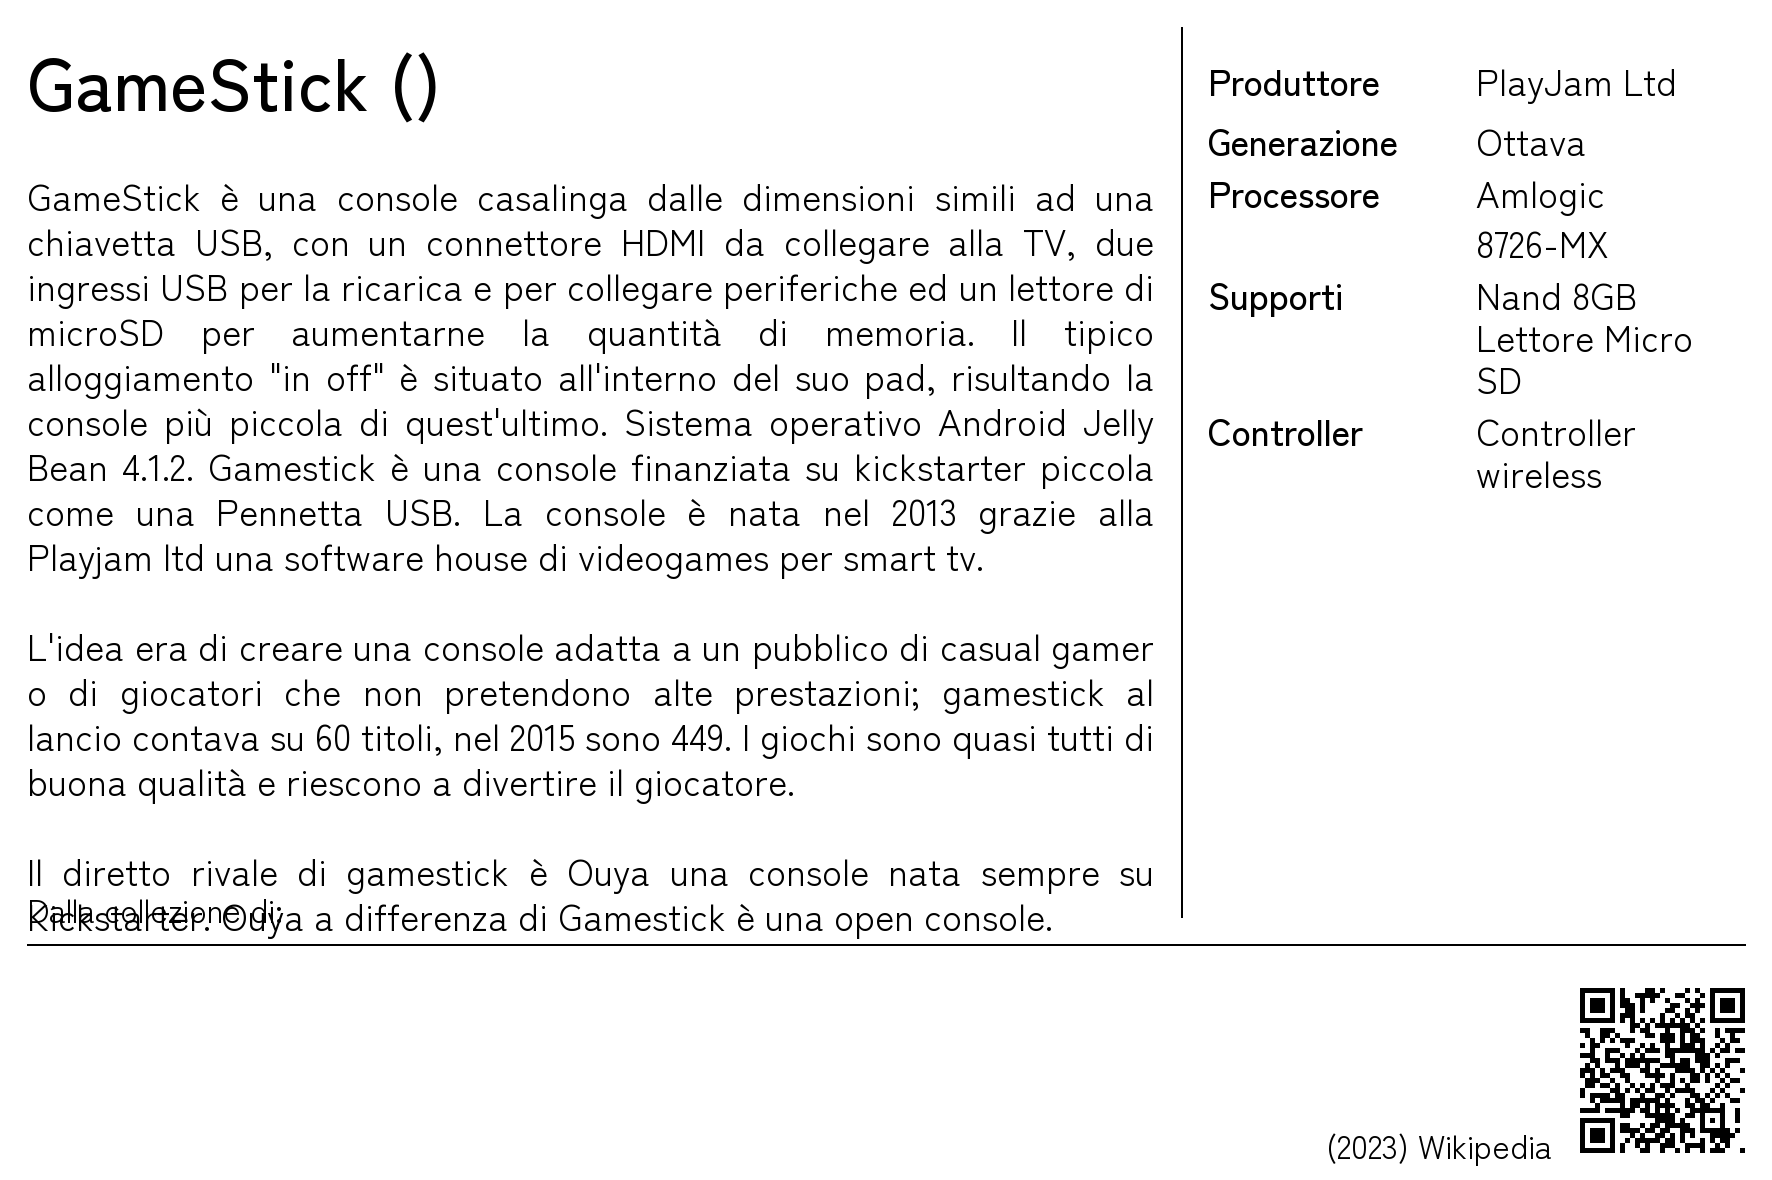 GameStick ()
GameStick è una console casalinga dalle dimensioni simili ad una
chiavetta USB, con un connettore HDMI da collegare alla TV, due
ingressi USB per la ricarica e per collegare periferiche ed un lettore di
microSD per aumentarne la quantità di memoria. Il tipico
alloggiamento "in off" è situato all'interno del suo pad, risultando la
console più piccola di quest'ultimo. Sistema operativo Android Jelly
Bean 4.1.2. Gamestick è una console finanziata su kickstarter piccola
come una Pennetta USB. La console è nata nel 2013 grazie alla
Playjam ltd una software house di videogames per smart tv.
L'idea era di creare una console adatta a un pubblico di casual gamer
o di giocatori che non pretendono alte prestazioni; gamestick al
lancio contava su 60 titoli, nel 2015 sono 449. I giochi sono quasi tutti di
buona qualità e riescono a divertire il giocatore.
Il diretto rivale di gamestick è Ouya una console nata sempre su
Kickstarter. Ouya a differenza di Gamestick è una open console.
Dalla collezione di:
Produttore PlayJam Ltd
Generazione Ottava
Processore Amlogic
8726-MX
Supporti Nand 8GB
Lettore Micro
SD
Controller Controller
wireless
(2023) Wikipedia